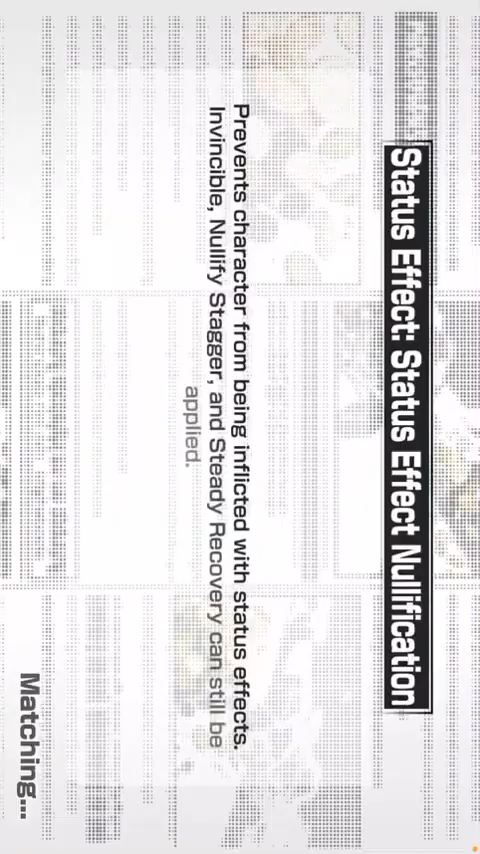 Status Effect: Status Effect Nullification
Prevents character from being inflicted with status effects.
Invincible, Nullify Stagger, and Steady Recovery can still be
applied.
Matching...